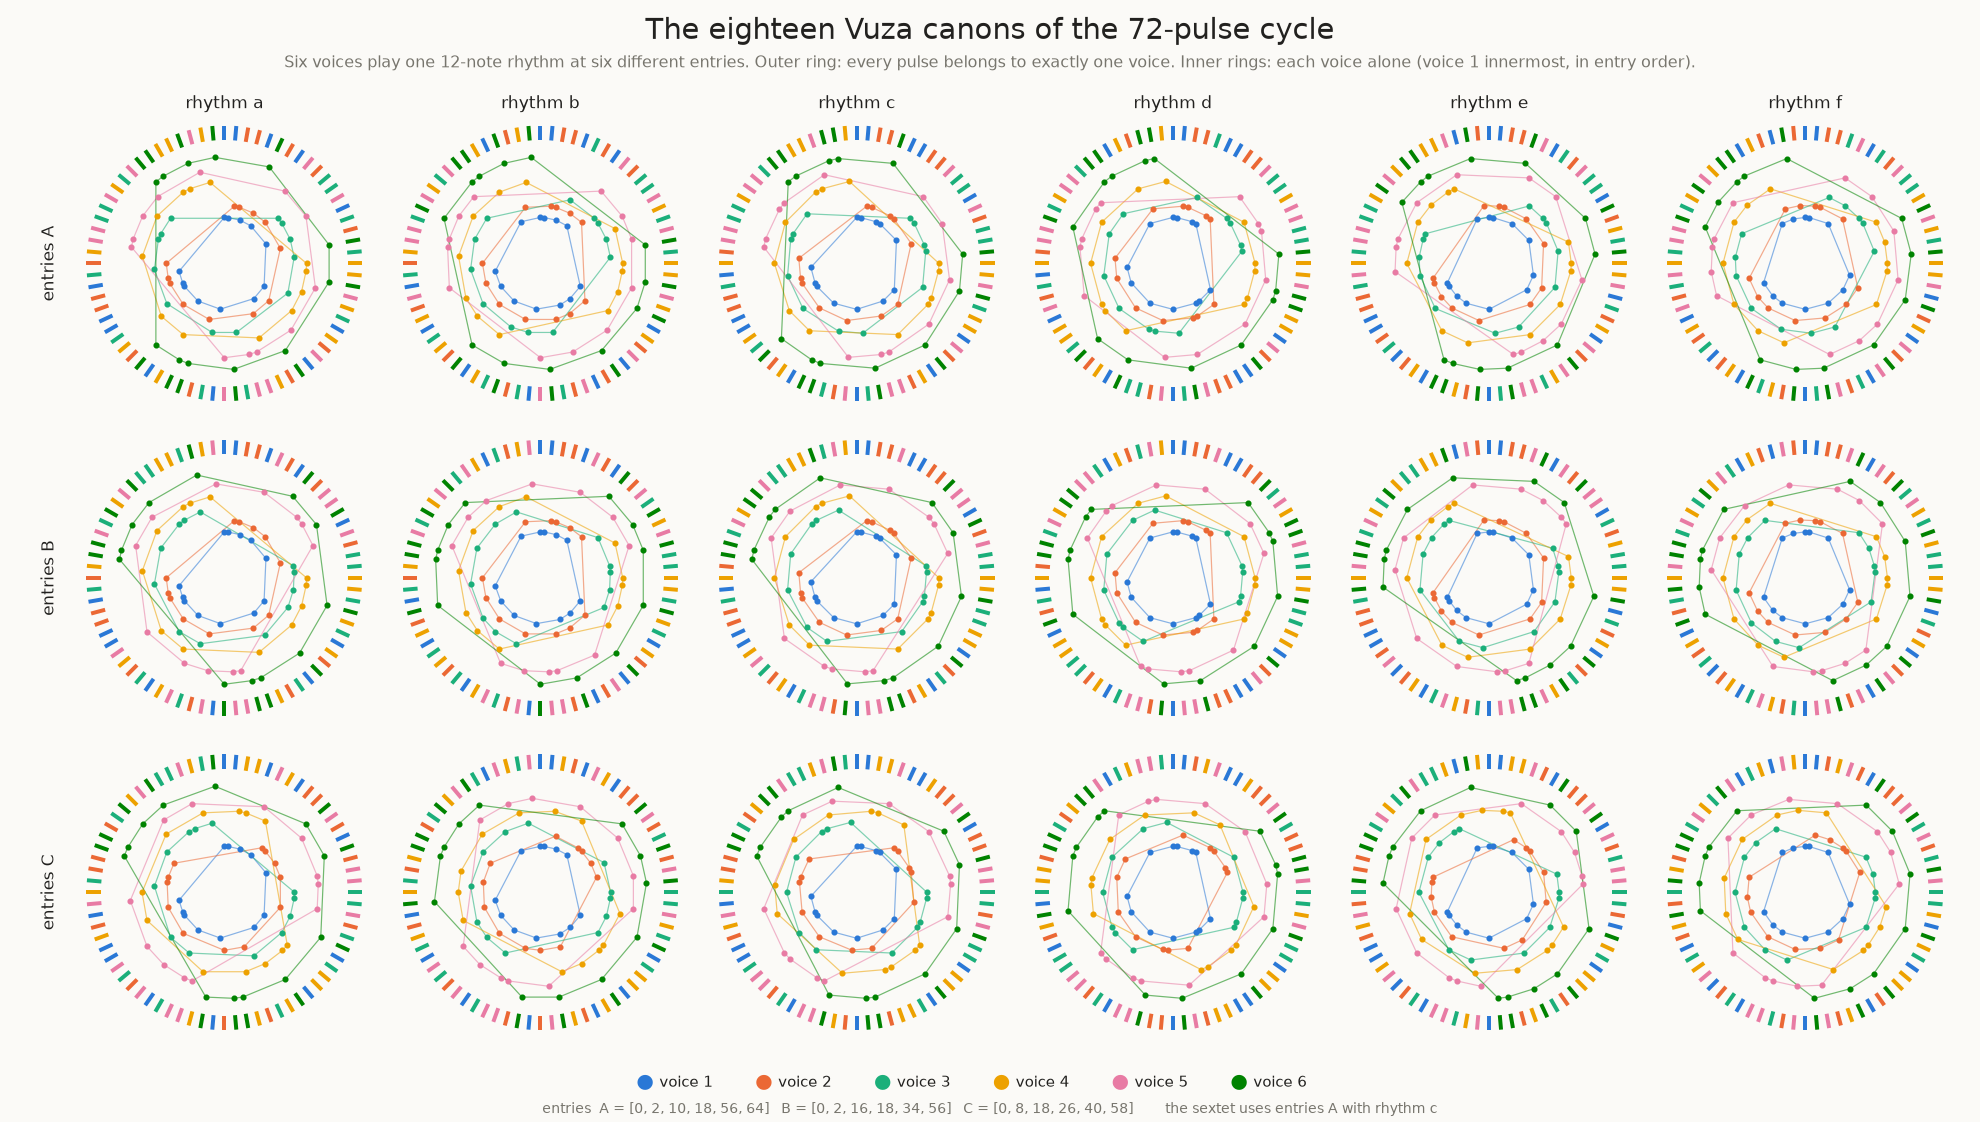 The eighteen Vuza canons of the 72-pulse cycle
Six voices play one 12-note rhythm at six different entries. Outer ring: every pulse belongs to exactly one voice. Inner rings: each voice alone (voice 1 innermost, in entry order).
rhythm a rhythm b rhythm c rhythm d rhythm e rhythm f
entries A
entries B
entries C
voice 1 voice 2 voice 3 voice 4 voice 5 voice 6
entries A = [0, 2, 10, 18, 56, 64] B = [0, 2, 16, 18, 34, 56] C = [0, 8, 18, 26, 40, 58] the sextet uses entries A with rhythm c